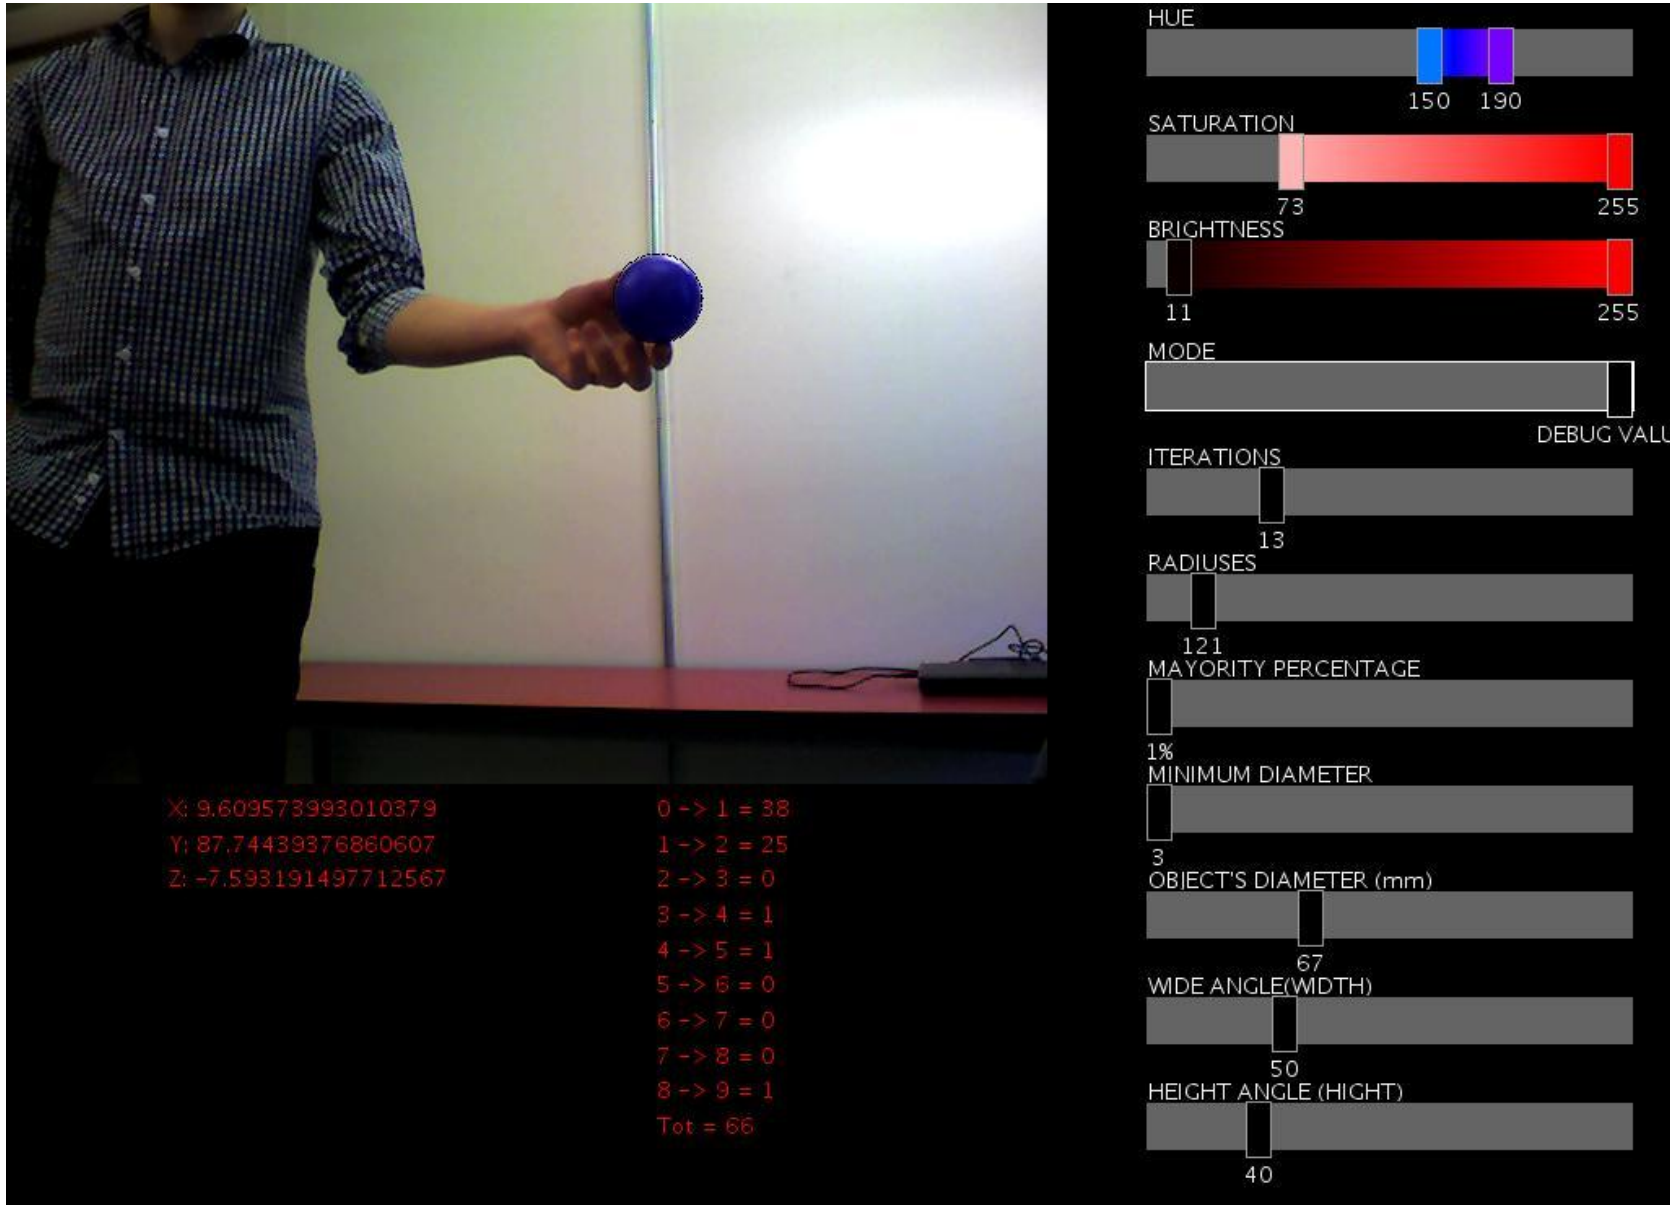 HUE
150 190
SATURATION
73 255
BRIGHTNESS
11 255
MODE
DEBUG VALU
ITERATIONS
13
RADIUSES
121
MAYORITY PERCENTAGE
1%
MINIMUM DIAMETER
3
OBJECT'S DIAMETER (mm)
67
WIDE ANGLE(WIDTH)
50
HEIGHT ANGLE (HIGHT)
40
X: 9.609573993010379
Y: 87.74439376860607
Z: -7.593191497712567
0 -> 1 = 38
1 -> 2 = 25
2 -> 3 = 0
3 -> 4 = 1
4 -> 5 = 1
5 -> 6 = 0
6 -> 7 = 0
7 -> 8 = 0
8 -> 9 = 1
Tot = 66